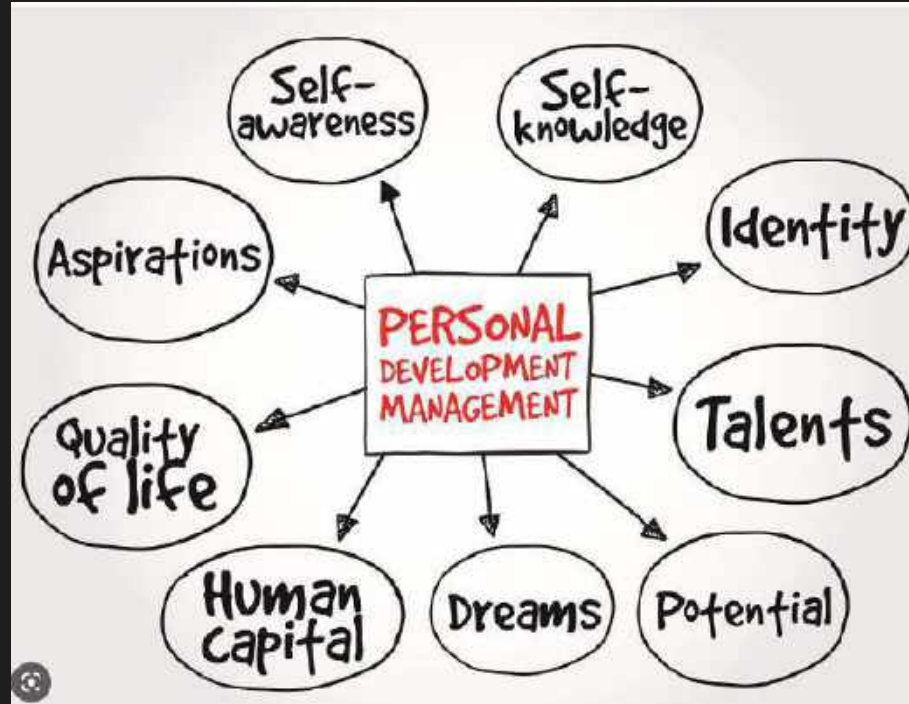 Self-
awareness
Self-
knowledge
Identity
Aspirations
PERSONAL
DEVELOPMENT
MANAGEMENT
Talents
Quality
of life
Human
capital
Dreams
Potential